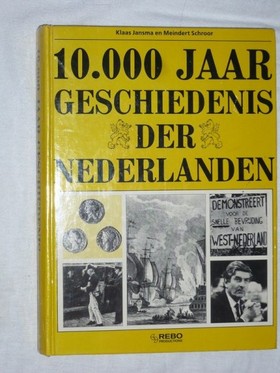 Klaas Jansma en Meindert Schroor
10.000 JAAR
GESCHIEDENIS
DER
NEDERLANDEN
DEMONSTREERT
VOOR DE
SNELLE BEVRIJDING
VAN
WEST-NEDERLAND
REBO
PRODUCTIONS